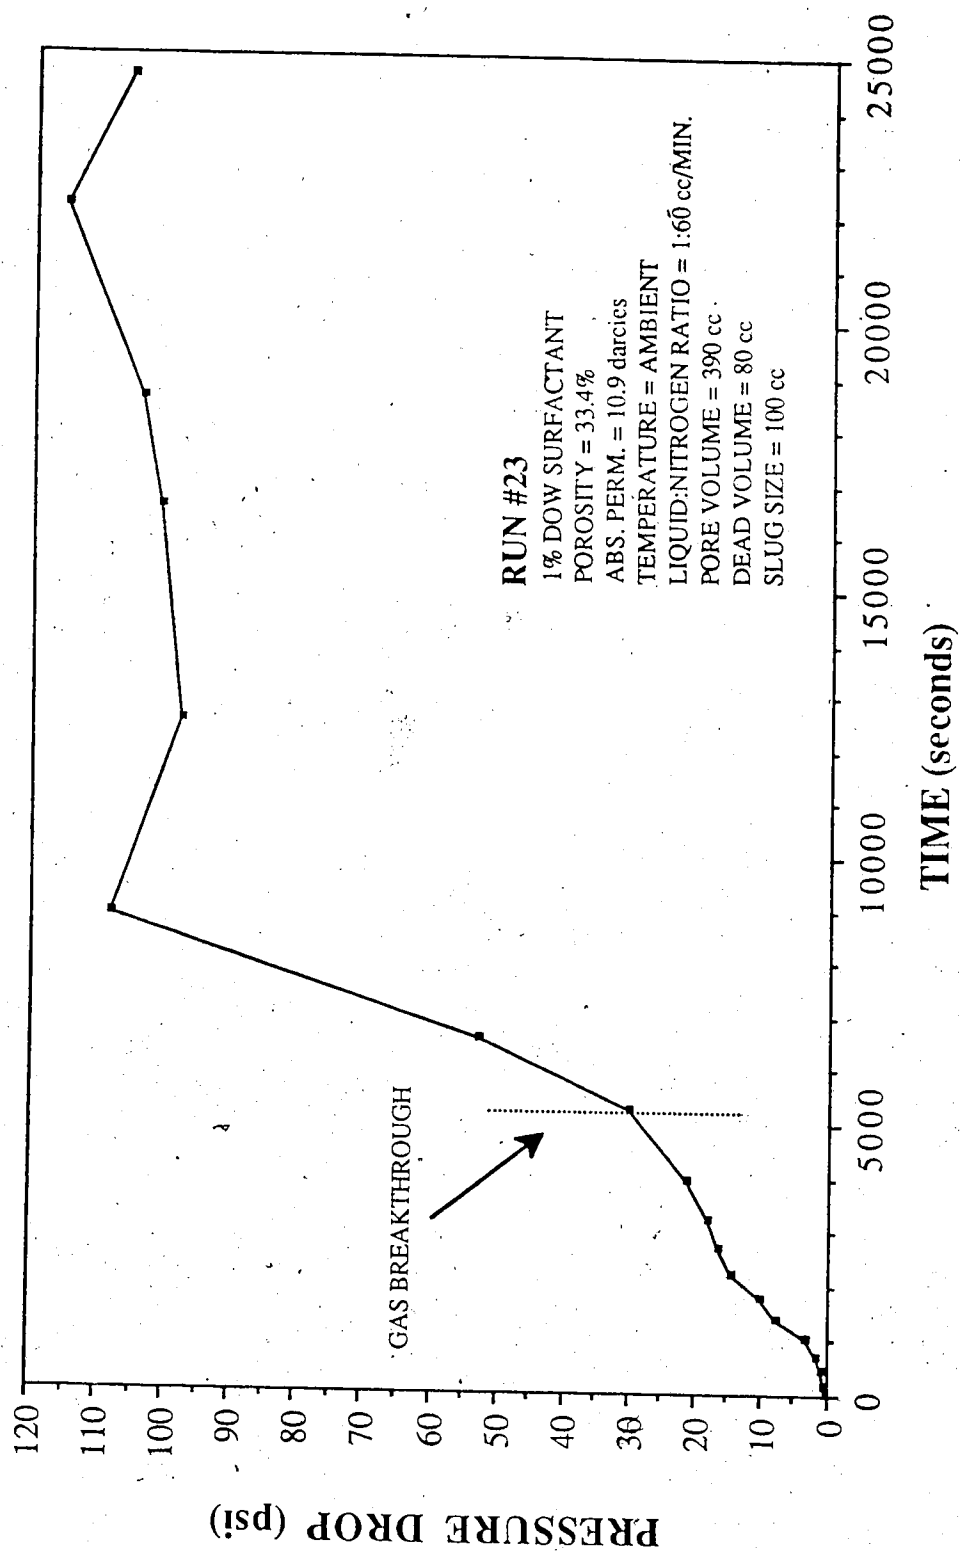 PRESSURE DROP (psi)
120
110
100
90
80
70
60
50
40
30
20
10
0
GAS BREAKTHROUGH
RUN #23
1% DOW SURFACTANT
POROSITY = 33.4%
ABS. PERM. = 10.9 darcies
TEMPERATURE = AMBIENT
LIQUID:NITROGEN RATIO = 1:60 cc/MIN.
PORE VOLUME = 390 cc
DEAD VOLUME = 80 cc
SLUG SIZE = 100 cc
0
5000
10000
15000
20000
25000
TIME (seconds)